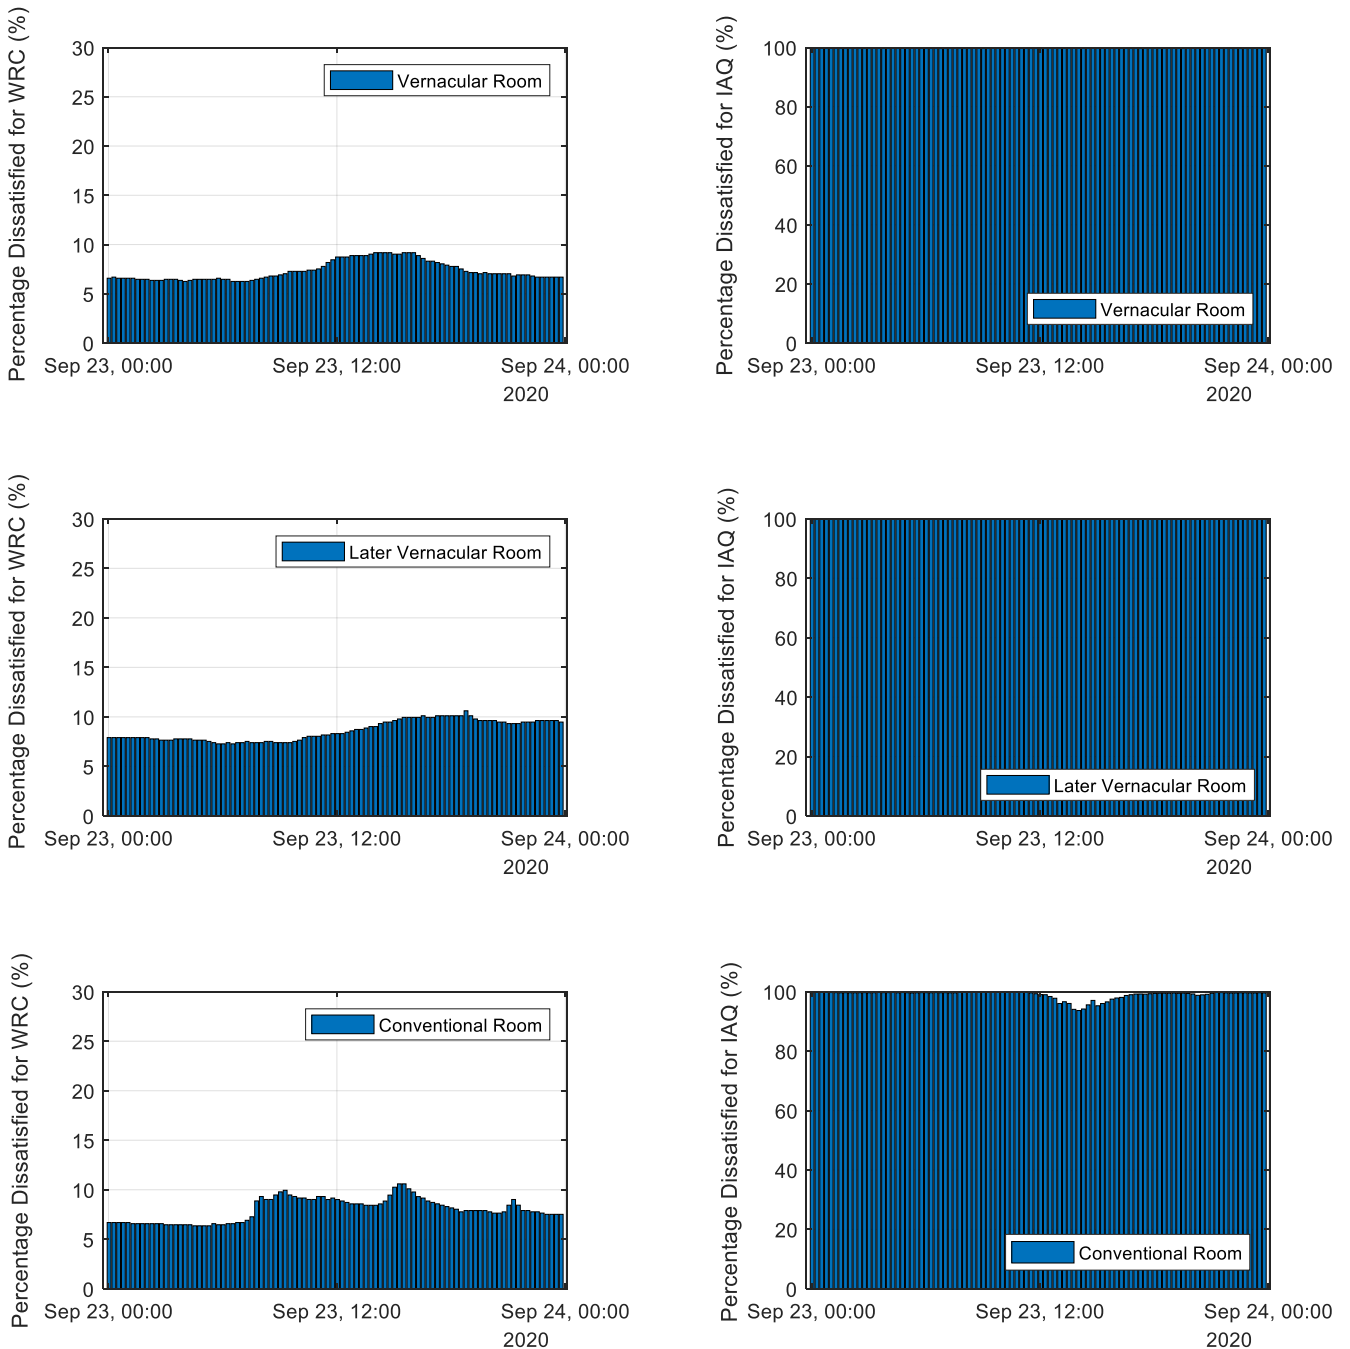 Percentage Dissatisfied for WRC (%)
30
25
20
15
10
5
0
Vernacular Room
Sep 23, 00:00
Sep 23, 12:00
Sep 24, 00:00
2020
Percentage Dissatisfied for IAQ (%)
100
80
60
40
20
0
Vernacular Room
Sep 23, 00:00
Sep 23, 12:00
Sep 24, 00:00
2020
Percentage Dissatisfied for WRC (%)
30
25
20
15
10
5
0
Later Vernacular Room
Sep 23, 00:00
Sep 23, 12:00
Sep 24, 00:00
2020
Percentage Dissatisfied for IAQ (%)
100
80
60
40
20
0
Later Vernacular Room
Sep 23, 00:00
Sep 23, 12:00
Sep 24, 00:00
2020
Percentage Dissatisfied for WRC (%)
30
25
20
15
10
5
0
Conventional Room
Sep 23, 00:00
Sep 23, 12:00
Sep 24, 00:00
2020
Percentage Dissatisfied for IAQ (%)
100
80
60
40
20
0
Conventional Room
Sep 23, 00:00
Sep 23, 12:00
Sep 24, 00:00
2020